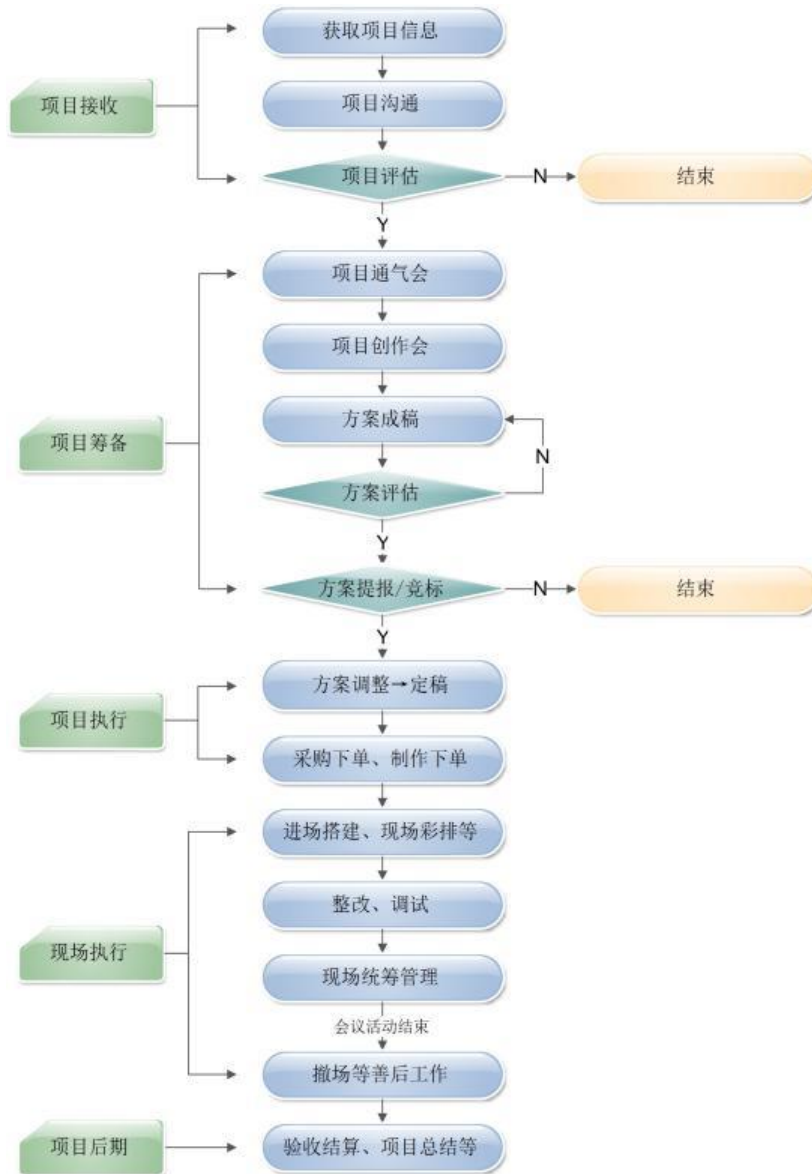 获取项目信息
项目接收
项目沟通
项目评估
N
结束
Y
项目通气会
项目创作会
方案成稿
项目筹备
N
方案评估
Y
方案提报/竞标
N
结束
Y
方案调整→定稿
项目执行
采购下单、制作下单
进场搭建、现场彩排等
整改、调试
现场执行
现场统筹管理
会议活动结束
撤场等善后工作
项目后期
验收结算、项目总结等